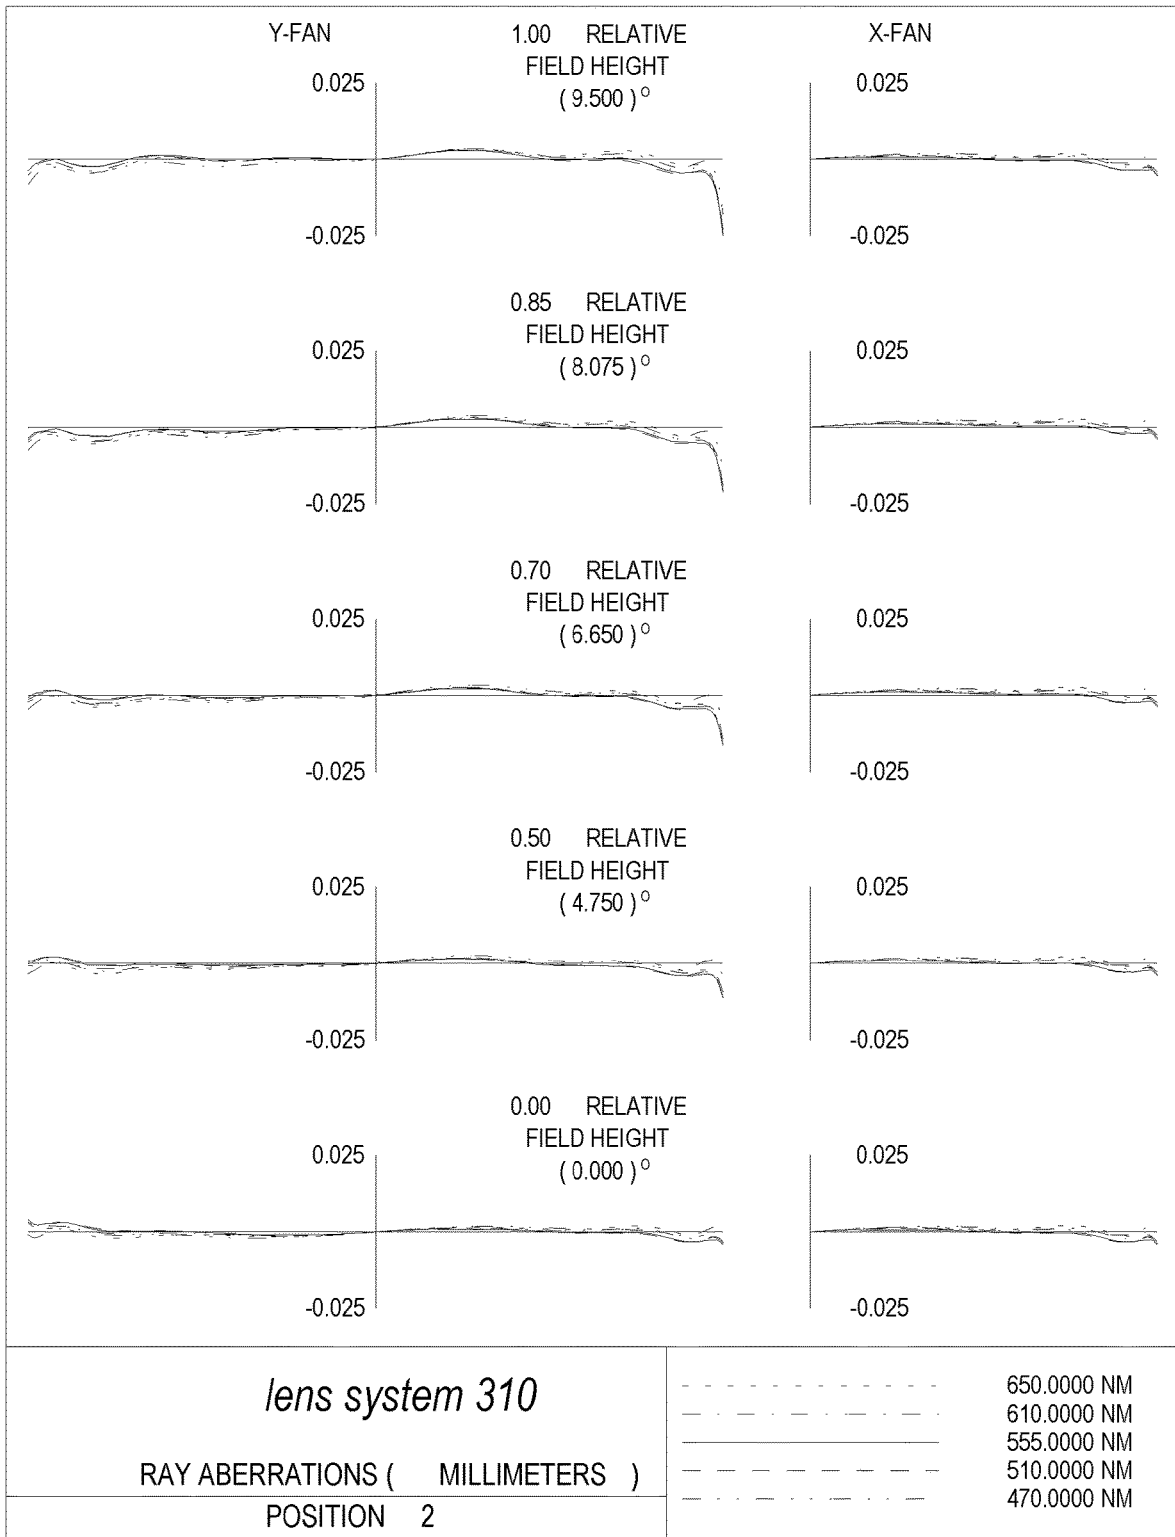 Y-FAN 1.00 RELATIVE X-FAN
FIELD HEIGHT
0.025 ( 9.500 )° 0.025
-0.025 -0.025
0.85 RELATIVE
FIELD HEIGHT
0.025 ( 8.075 )° 0.025
-0.025 -0.025
0.70 RELATIVE
FIELD HEIGHT
0.025 ( 6.650 )° 0.025
-0.025 -0.025
0.50 RELATIVE
FIELD HEIGHT
0.025 ( 4.750 )° 0.025
-0.025 -0.025
0.00 RELATIVE
FIELD HEIGHT
0.025 ( 0.000 )° 0.025
-0.025 -0.025
lens system 310
RAY ABERRATIONS ( MILLIMETERS )
POSITION 2
650.0000 NM
610.0000 NM
555.0000 NM
510.0000 NM
470.0000 NM